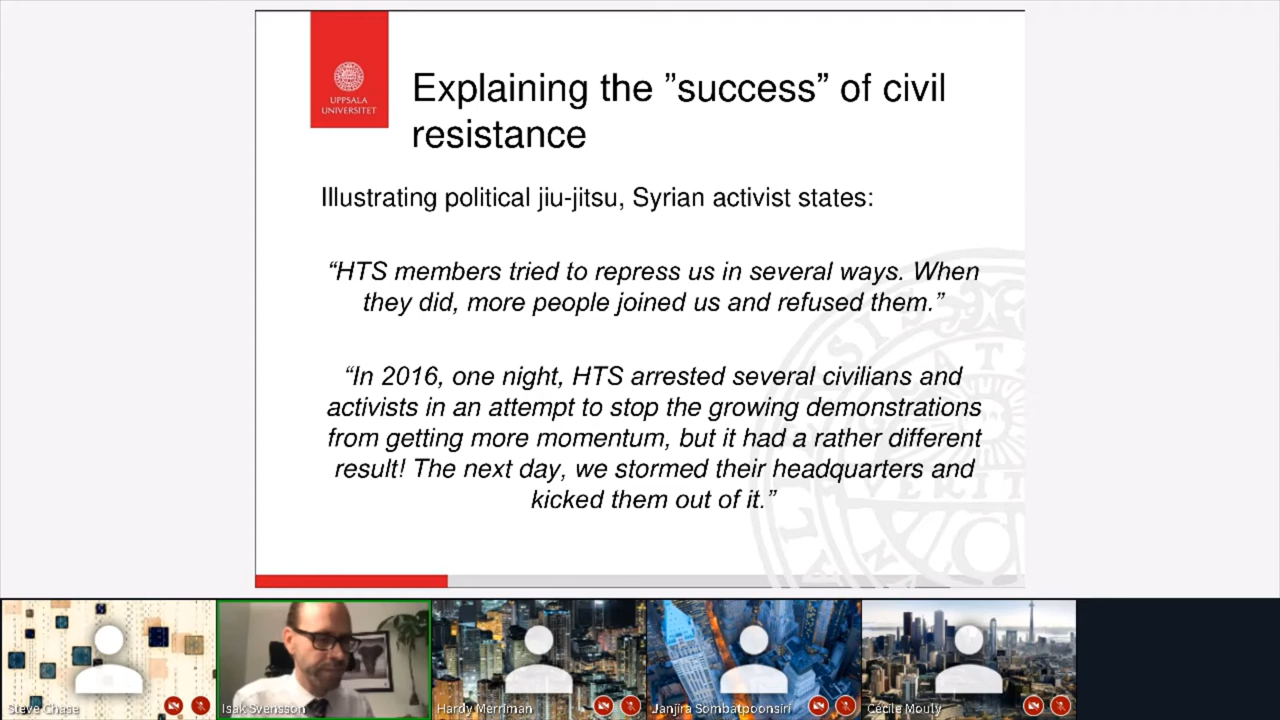 UPPSALA
UNIVERSITET
Explaining the ”success” of civil
resistance
Illustrating political jiu-jitsu, Syrian activist states:
“HTS members tried to repress us in several ways. When
they did, more people joined us and refused them.”
“In 2016, one night, HTS arrested several civilians and
activists in an attempt to stop the growing demonstrations
from getting more momentum, but it had a rather different
result! The next day, we stormed their headquarters and
kicked them out of it.”
Steve Chase
Isak Svensson
Hardy Merriman
Janjira Sombatpoonsiri
Cécile Mouly